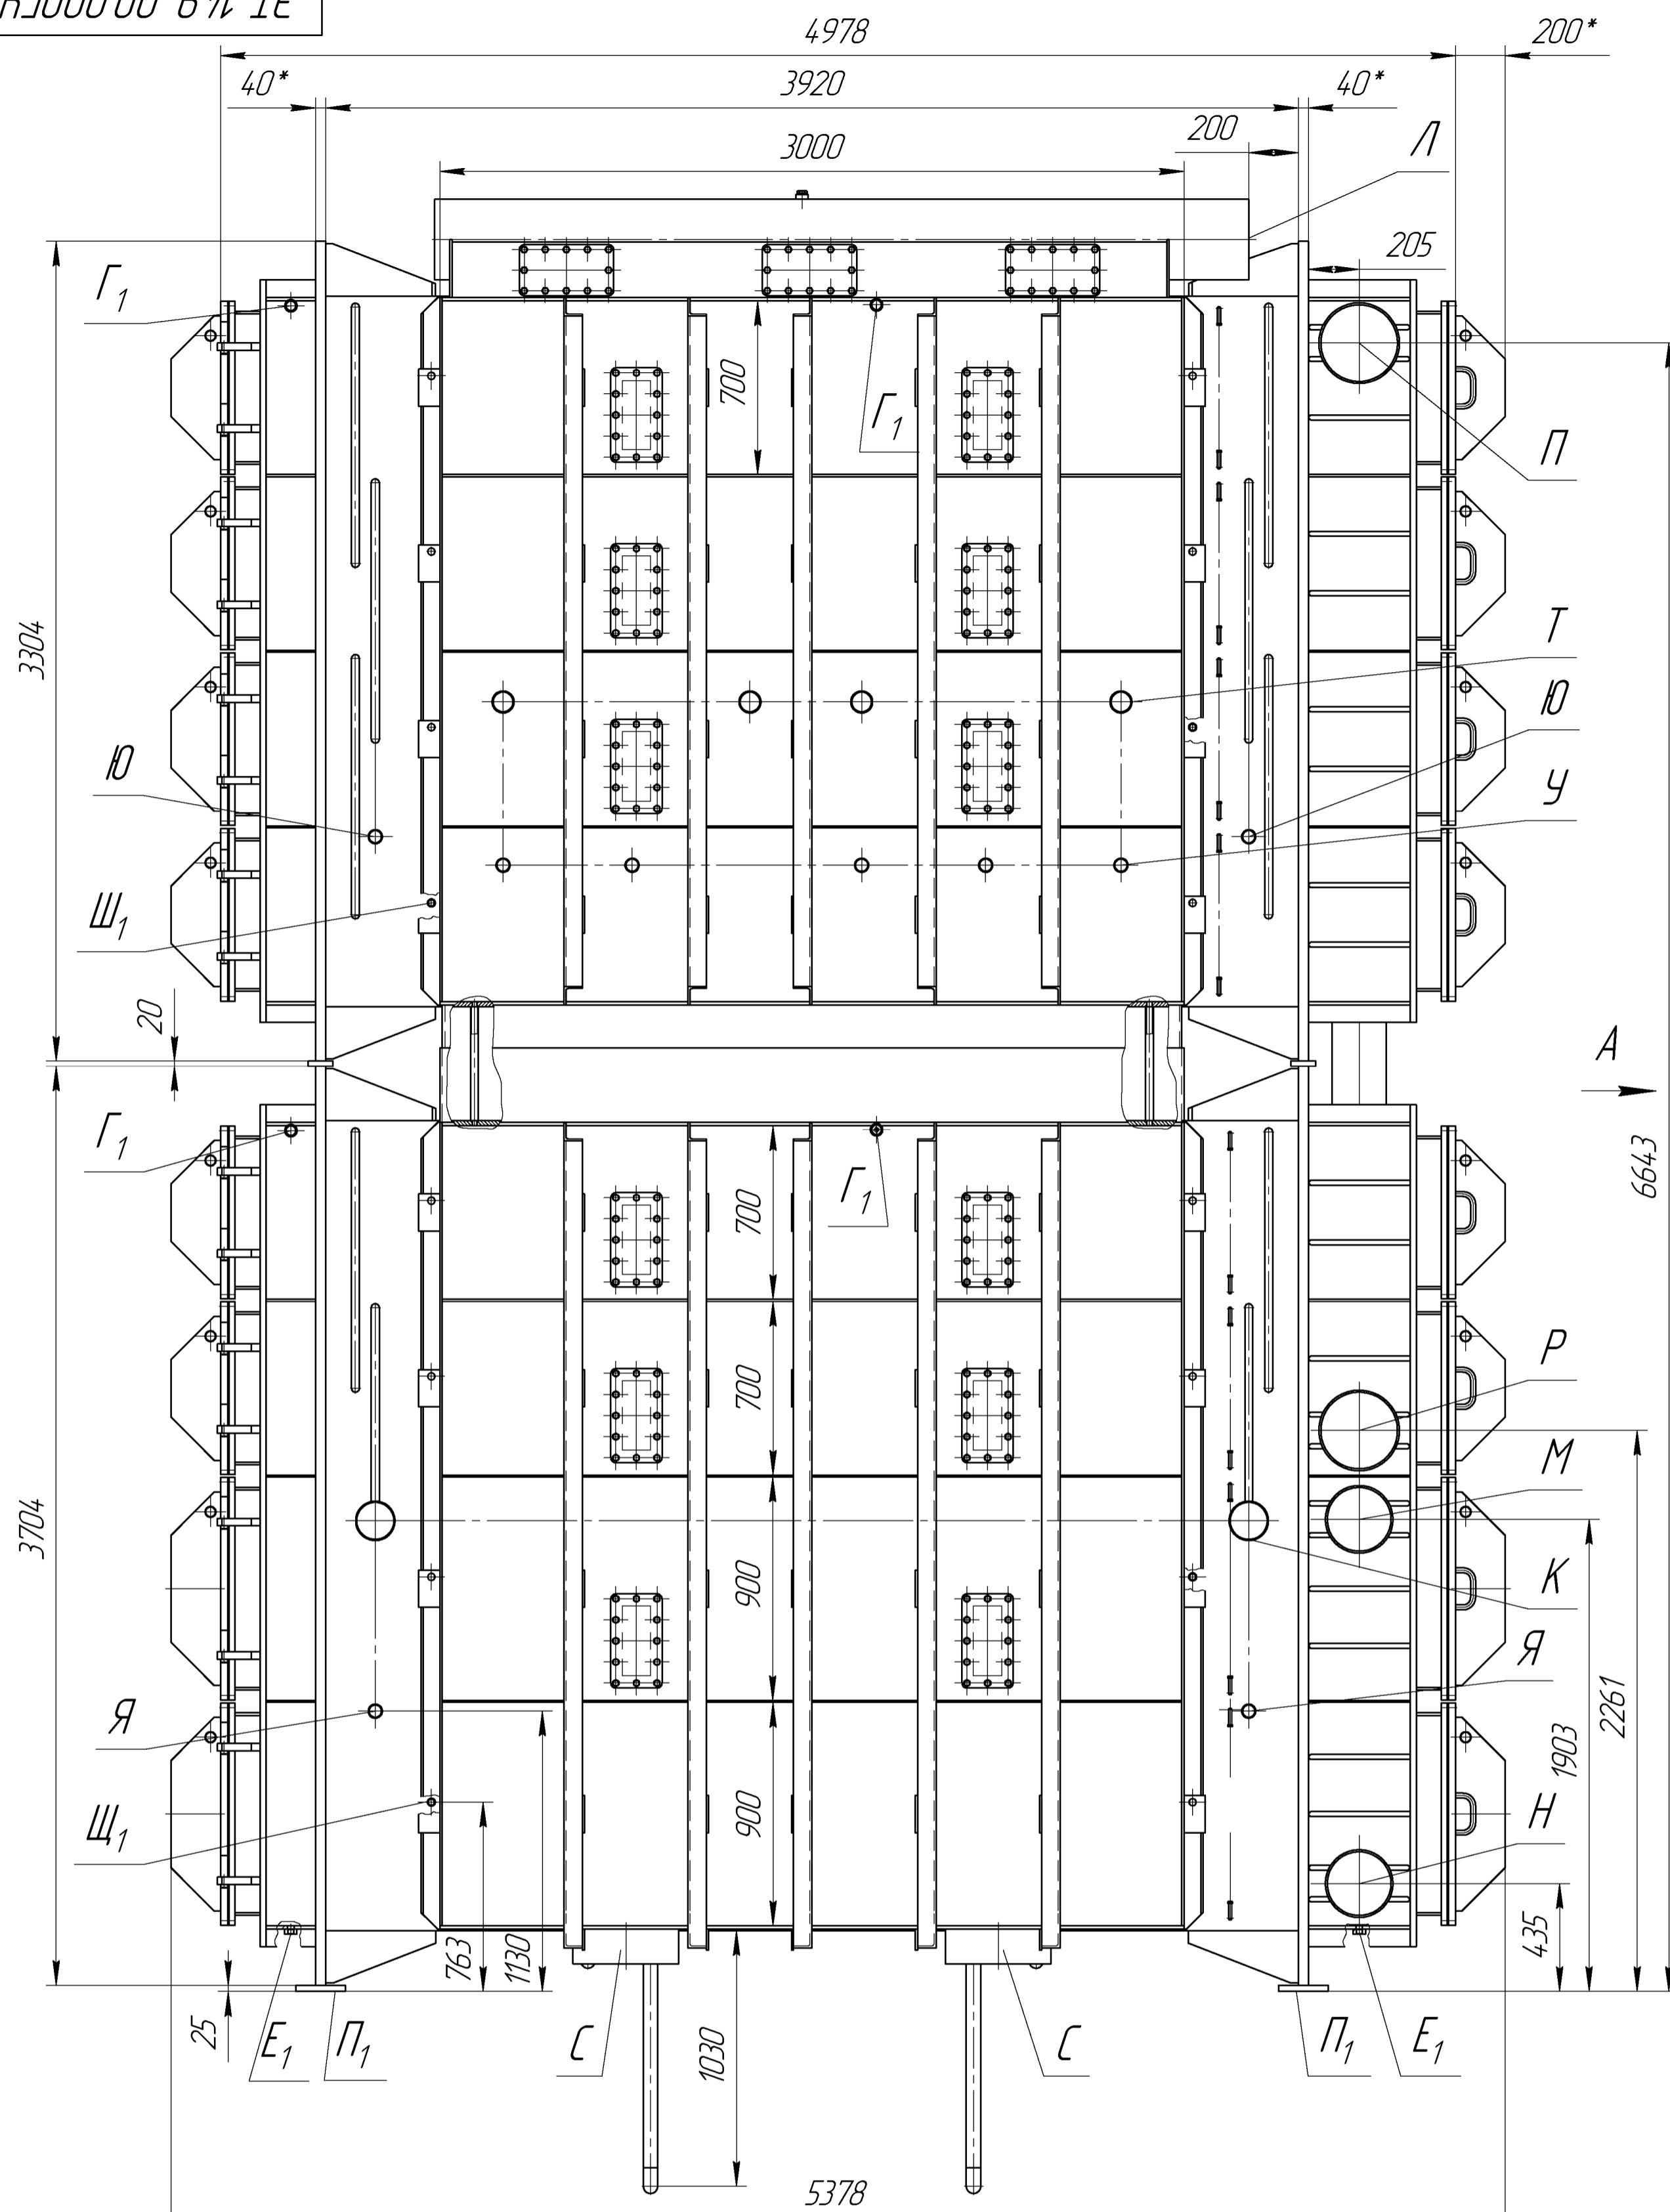 4978
200*
40*
3920
40*
200
3000
Л
205
Г1
700
Г1
П
3304
Т
Ю
Ю
У
Ш1
20
А
Г1
Г1
6643
700
Р
700
М
3704
900
К
Я
2261
Я
1903
900
Щ1
Н
763
1130
435
25
Е1
П1
С
1030
С
П1
Е1
5378